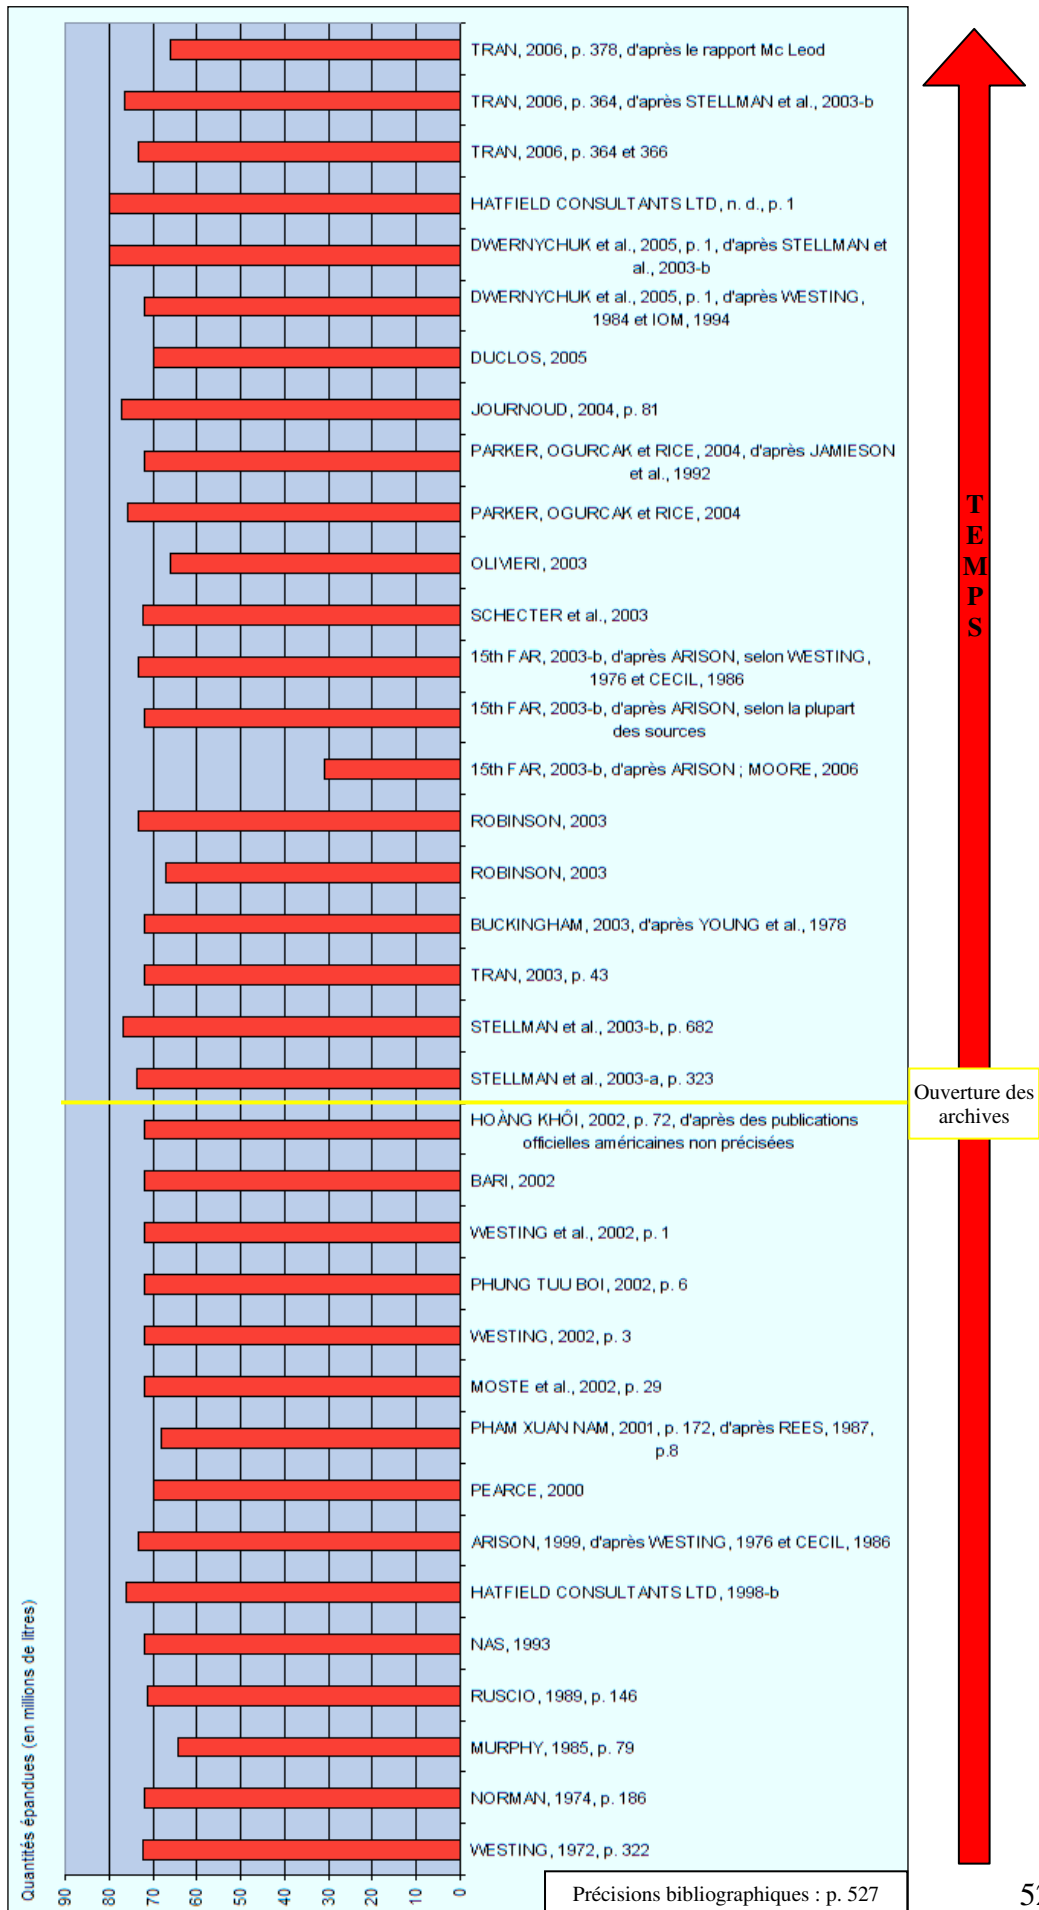 TRAN, 2006, p. 378, d'après le rapport Mc Leod
TRAN, 2006, p. 364, d'après STELLMAN et al., 2003-b
TRAN, 2006, p. 364 et 366
HATFIELD CONSULTANTS LTD, n. d., p. 1
DWERNYCHUK et al., 2005, p. 1, d'après STELLMAN et
al., 2003-b
DWERNYCHUK et al., 2005, p. 1, d'après WESTING,
1984 et IOM, 1994
DUCLOS, 2005
JOURNOUD, 2004, p. 81
PARKER, OGURCAK et RICE, 2004, d'après JAMIESON
et al., 1992
PARKER, OGURCAK et RICE, 2004
OLIVIERI, 2003
SCHECTER et al., 2003
15th FAR, 2003-b, d'après ARISON, selon WESTING,
1976 et CECIL, 1986
15th FAR, 2003-b, d'après ARISON, selon la plupart
des sources
15th FAR, 2003-b, d'après ARISON ; MOORE, 2006
ROBINSON, 2003
ROBINSON, 2003
BUCKINGHAM, 2003, d'après YOUNG et al., 1978
TRAN, 2003, p. 43
STELLMAN et al., 2003-b, p. 682
STELLMAN et al., 2003-a, p. 323
HOÀNG KHÔI, 2002, p. 72, d'après des publications
officielles américaines non précisées
BARI, 2002
WESTING et al., 2002, p. 1
PHUNG TUU BOI, 2002, p. 6
WESTING, 2002, p. 3
MOSTE et al., 2002, p. 29
PHAM XUAN NAM, 2001, p. 172, d'après REES, 1987,
p.8
PEARCE, 2000
ARISON, 1999, d'après WESTING, 1976 et CECIL, 1986
HATFIELD CONSULTANTS LTD, 1998-b
NAS, 1993
RUSCIO, 1989, p. 146
MURPHY, 1985, p. 79
NORMAN, 1974, p. 186
WESTING, 1972, p. 322
Quantités épandues (en millions de litres)
90 80 70 60 50 40 30 20 10 0
T
E
M
P
S
Ouverture des
archives
Précisions bibliographiques : p. 527